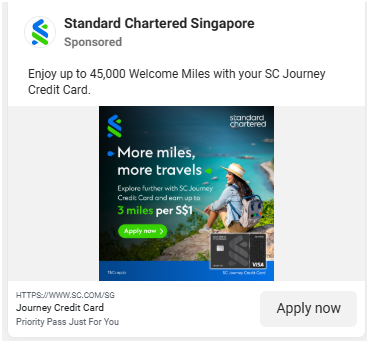 Standard Chartered Singapore
Sponsored
Enjoy up to 45,000 Welcome Miles with your SC Journey
Credit Card.
standard
chartered
More miles,
more travels
Explore further with SC Journey
Credit Card and earn up to
3 miles per S$1
Apply now
VISA
T&Cs apply
SC Journey Credit Card
HTTPS://WWW.SC.COM/SG
Journey Credit Card
Priority Pass Just For You
Apply now